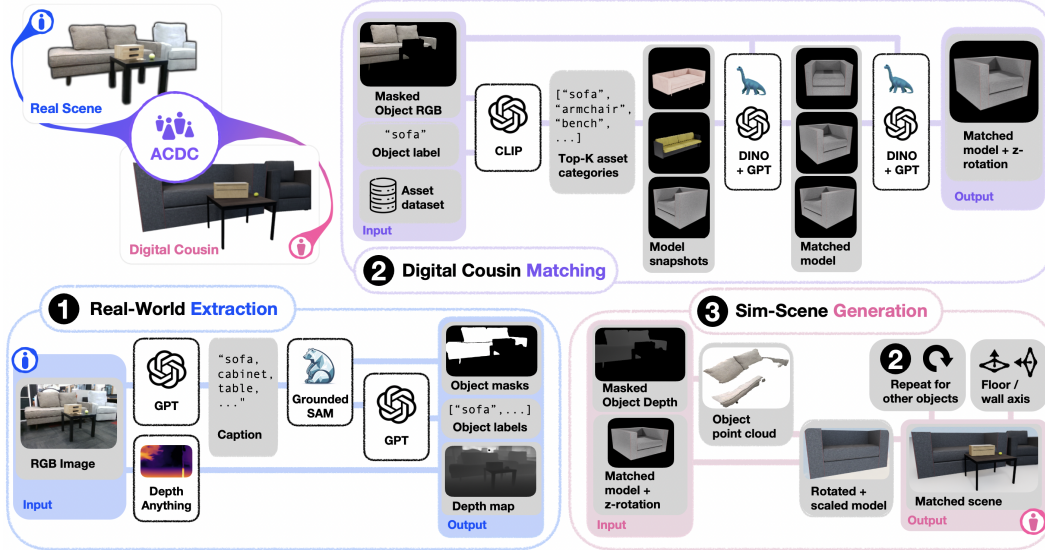 Real Scene
ACDC
Digital Cousin
Masked
Object RGB
"sofa"
Object label
Asset
dataset
Input
CLIP
["sofa",
"armchair",
"bench",
...]
Top-K asset
categories
Model
snapshots
DINO
+ GPT
Matched
model
DINO
+ GPT
Matched
model + z-
rotation
Output
2 Digital Cousin Matching
1 Real-World Extraction
RGB Image
Input
GPT
Depth
Anything
"sofa,
cabinet,
table,
..."
Caption
Grounded
SAM
GPT
Object masks
["sofa",...]
Object labels
Depth map
Output
3 Sim-Scene Generation
Masked
Object Depth
Matched
model +
z-rotation
Input
Object
point cloud
2
Repeat for
other objects
Floor /
wall axis
Rotated +
scaled model
Matched scene
Output